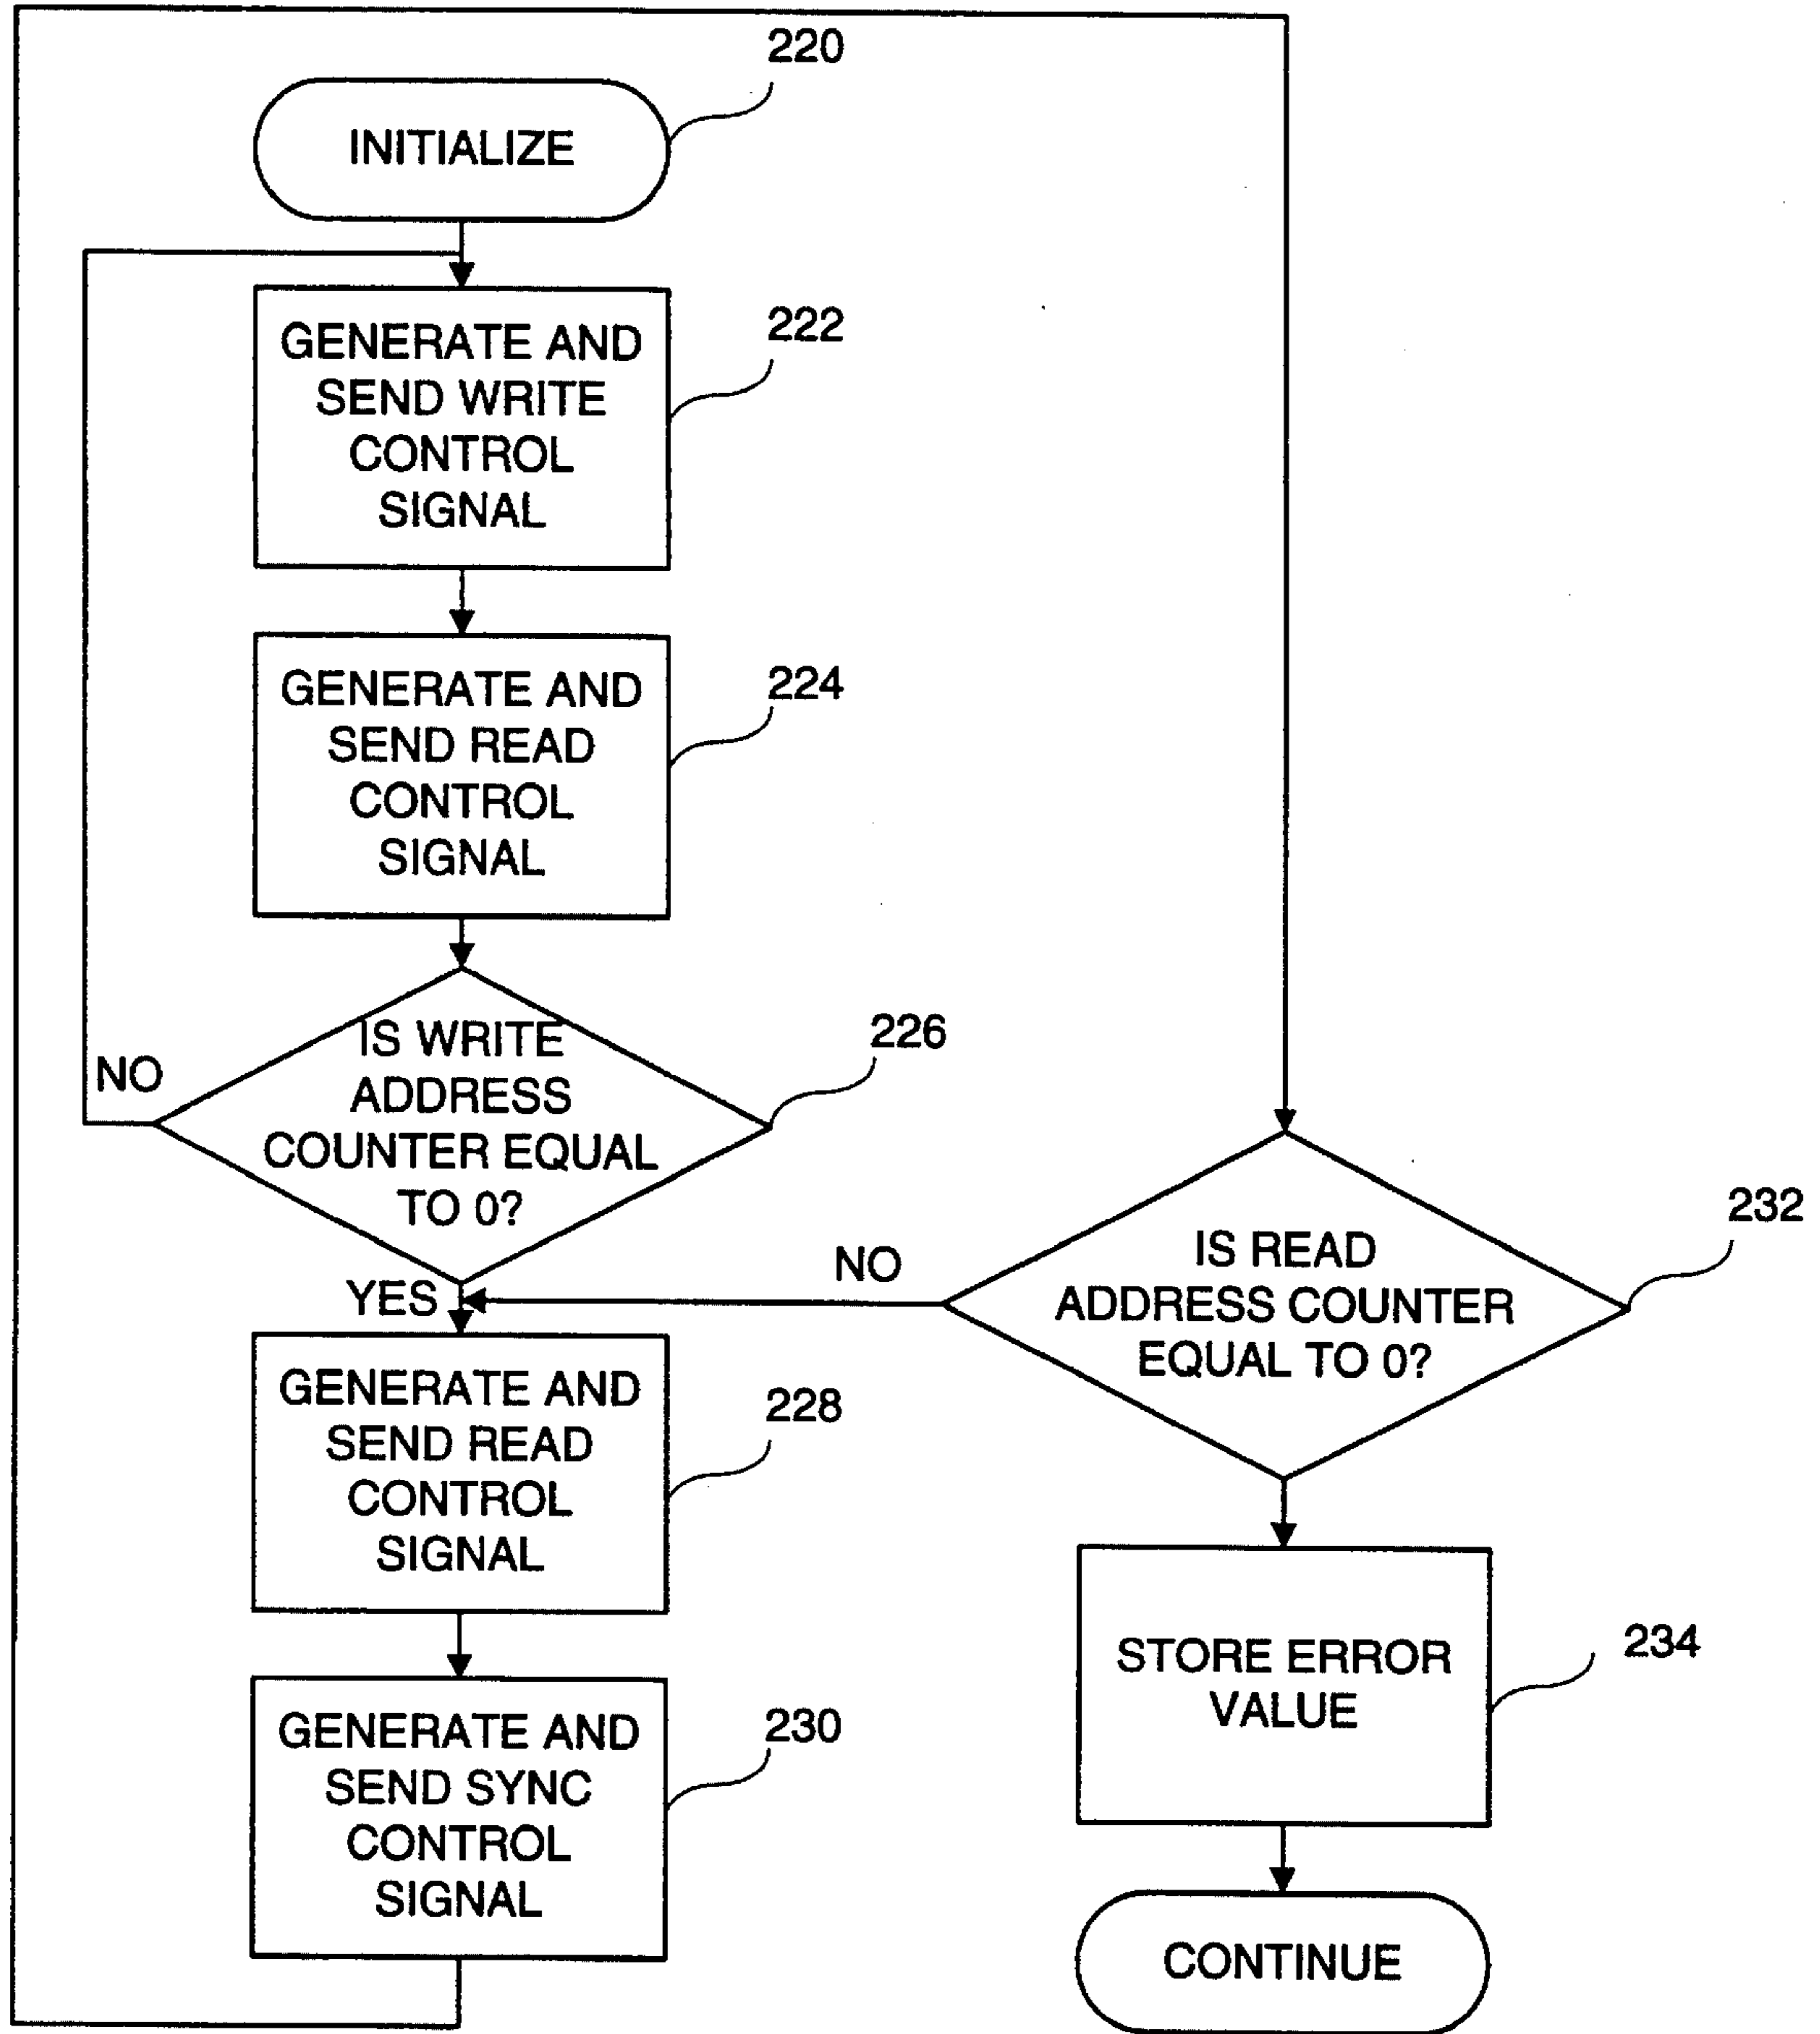 220
INITIALIZE
222
GENERATE AND
SEND WRITE
CONTROL
SIGNAL
224
GENERATE AND
SEND READ
CONTROL
SIGNAL
226
IS WRITE
ADDRESS
COUNTER EQUAL
TO 0?
NO
YES
228
GENERATE AND
SEND READ
CONTROL
SIGNAL
230
GENERATE AND
SEND SYNC
CONTROL
SIGNAL
232
IS READ
ADDRESS COUNTER
EQUAL TO 0?
NO
234
STORE ERROR
VALUE
CONTINUE